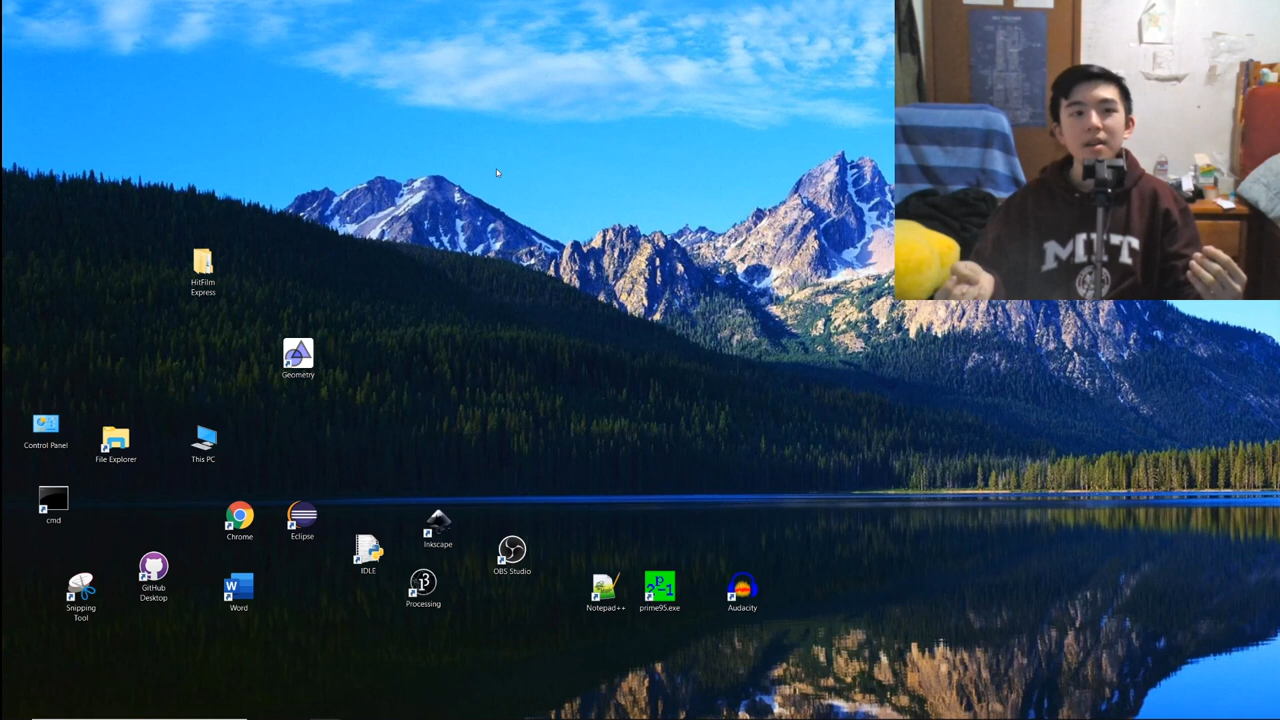 HitFilm
Express
Geometry
Control Panel
File Explorer
This PC
cmd
Chrome
Eclipse
Inkscape
IDLE
OBS Studio
GitHub
Desktop
Snipping
Tool
W
Word
Processing
Notepad++
prime95.exe
Audacity
MIT